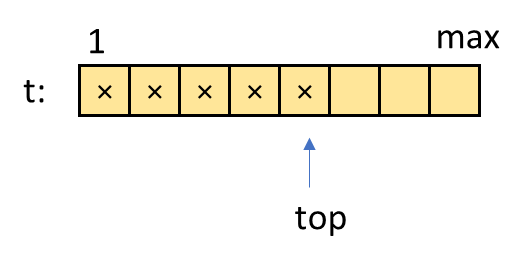 1 max
t: × × × × ×
top